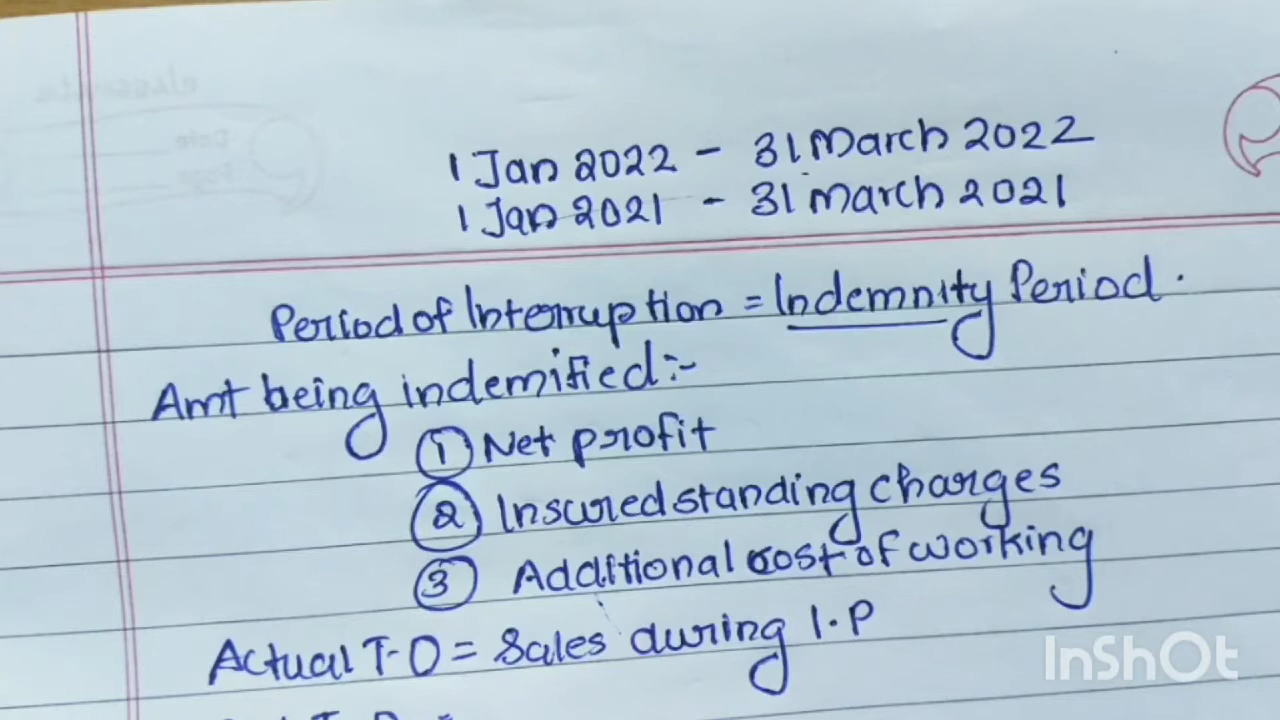 1 Jan 2022 - 31 March 2022
1 Jan 2021 - 31 march 2021
Period of Interruption = Indemnity Period.
Amt being indemified:-
① Net profit
② Insured standing charges
③ Additional cost of working
Actual T-O = Sales during I.P
InShOt